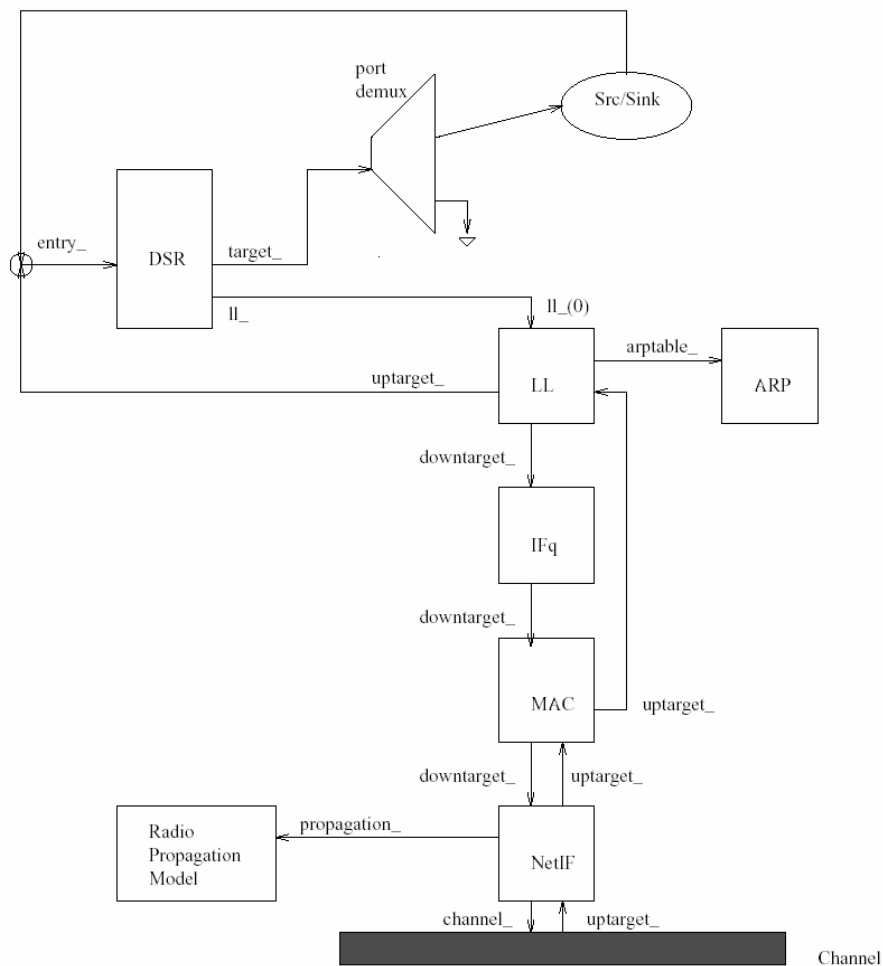 port
demux
Src/Sink
entry_
DSR
target_
ll_
ll_(0)
arptable_
uptarget_
LL
ARP
downtarget_
IFq
downtarget_
MAC
uptarget_
downtarget_
uptarget_
Radio
Propagation
Model
propagation_
NetIF
channel_
uptarget_
Channel